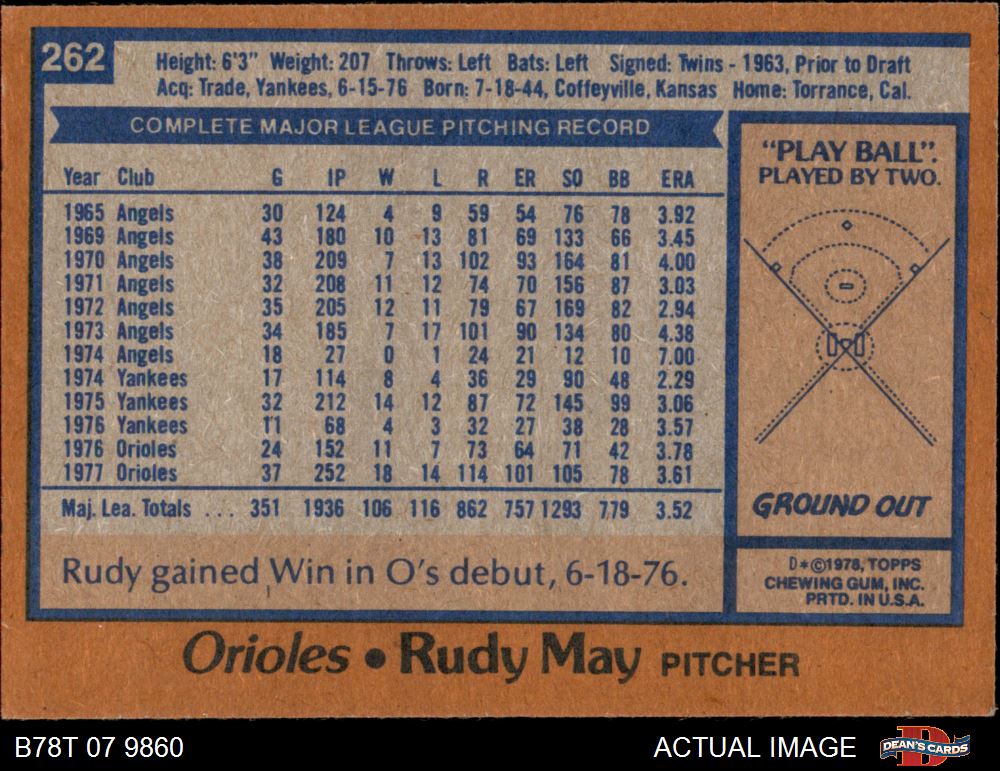 262
Height: 6'3" Weight: 207 Throws: Left Bats: Left Signed: Twins - 1963, Prior to Draft
Acq: Trade, Yankees, 6-15-76 Born: 7-18-44, Coffeyville, Kansas Home: Torrance, Cal.
COMPLETE MAJOR LEAGUE PITCHING RECORD
Year Club G IP W L R ER SO BB ERA
1965 Angels 30 124 4 9 59 54 76 78 3.92
1969 Angels 43 180 10 13 81 69 133 66 3.45
1970 Angels 38 209 7 13 102 93 164 81 4.00
1971 Angels 32 208 11 12 74 70 156 87 3.03
1972 Angels 35 205 12 11 79 67 169 82 2.94
1973 Angels 34 185 7 17 101 90 134 80 4.38
1974 Angels 18 27 0 1 24 21 12 10 7.00
1974 Yankees 17 114 8 4 36 29 90 48 2.29
1975 Yankees 32 212 14 12 87 72 145 99 3.06
1976 Yankees 11 68 4 3 32 27 38 28 3.57
1976 Orioles 24 152 11 7 73 64 71 42 3.78
1977 Orioles 37 252 18 14 114 101 105 78 3.61
Maj. Lea. Totals ... 351 1936 106 116 862 757 1293 779 3.52
Rudy gained Win in O's debut, 6-18-76.
"PLAY BALL".
PLAYED BY TWO.
GROUND OUT
D*©1978, TOPPS
CHEWING GUM, INC.
PRTD. IN U.S.A.
Orioles • Rudy May PITCHER
B78T 07 9860
ACTUAL IMAGE
DEAN'S CARDS